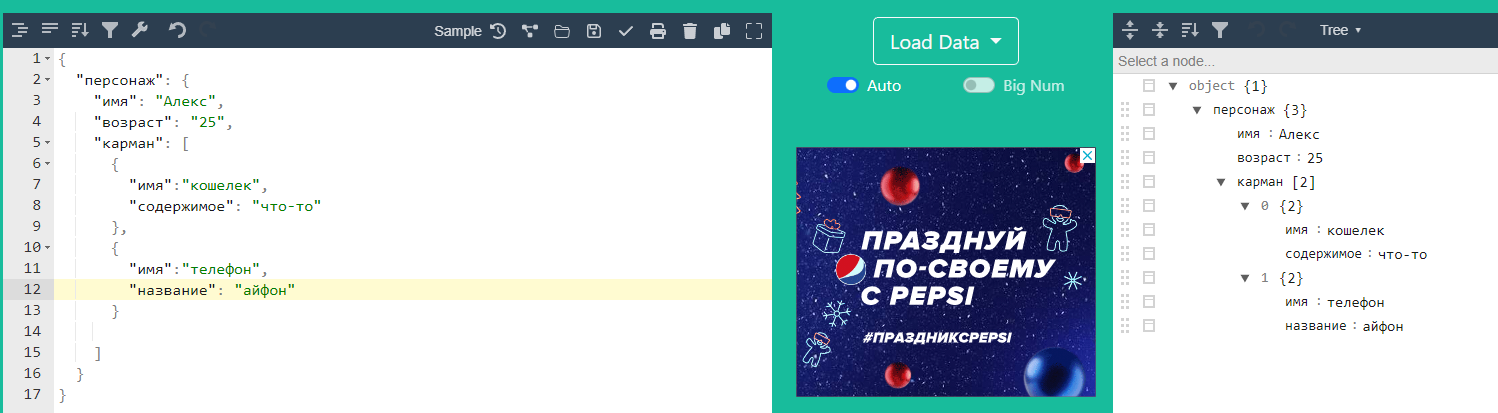 Sample
1 {
2 "персонаж": {
3 "имя": "Алекс",
4 "возраст": "25",
5 "карман": [
6 {
7 "имя":"кошелек",
8 "содержимое": "что-то"
9 },
10 {
11 "имя":"телефон",
12 "название": "айфон"
13 }
14
15 ]
16 }
17 }
Load Data
Auto
Big Num
ПРАЗДНУЙ
ПО-СВОЕМУ
С PEPSI
#ПРАЗДНИКСPEPSI
Tree
Select a node...
object {1}
персонаж {3}
имя : Алекс
возраст : 25
карман [2]
0 {2}
имя : кошелек
содержимое : что-то
1 {2}
имя : телефон
название : айфон